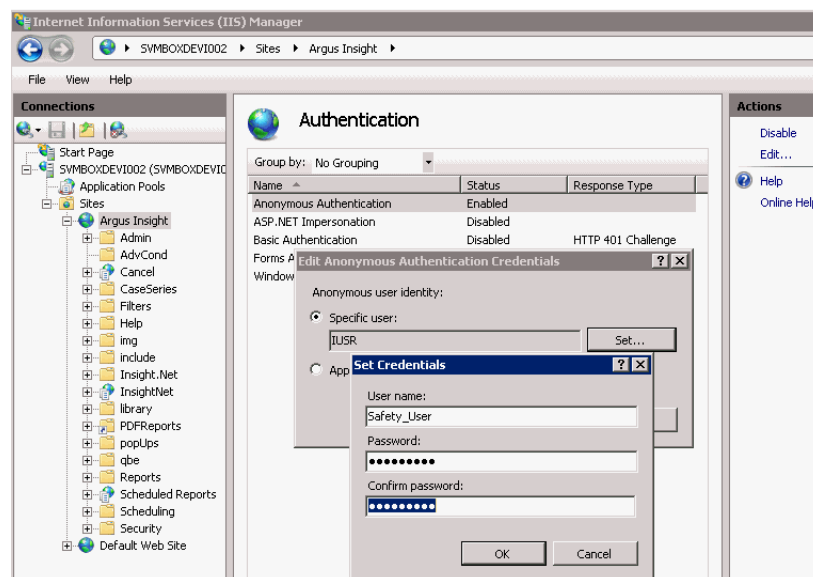 Internet Information Services (IIS) Manager
SVMBOXDEVI002 Sites Argus Insight
File View Help
Connections
Start Page
SVMBOXDEVI002 (SVMBOXDEVIC
Application Pools
Sites
Argus Insight
Admin
AdvCond
Cancel
CaseSeries
Filters
Help
img
include
Insight.Net
InsightNet
library
PDFReports
popUps
qbe
Reports
Scheduled Reports
Scheduling
Security
Default Web Site
Authentication
Group by: No Grouping
Name Status Response Type
Anonymous Authentication Enabled
ASP.NET Impersonation Disabled
Basic Authentication Disabled HTTP 401 Challenge
Forms A
Window
Edit Anonymous Authentication Credentials
Anonymous user identity:
Specific user:
IUSR Set...
App
Set Credentials
User name:
Safety_User
Password:
●●●●●●●●●
Confirm password:
●●●●●●●●●
OK Cancel
Actions
Disable
Edit...
Help
Online Help